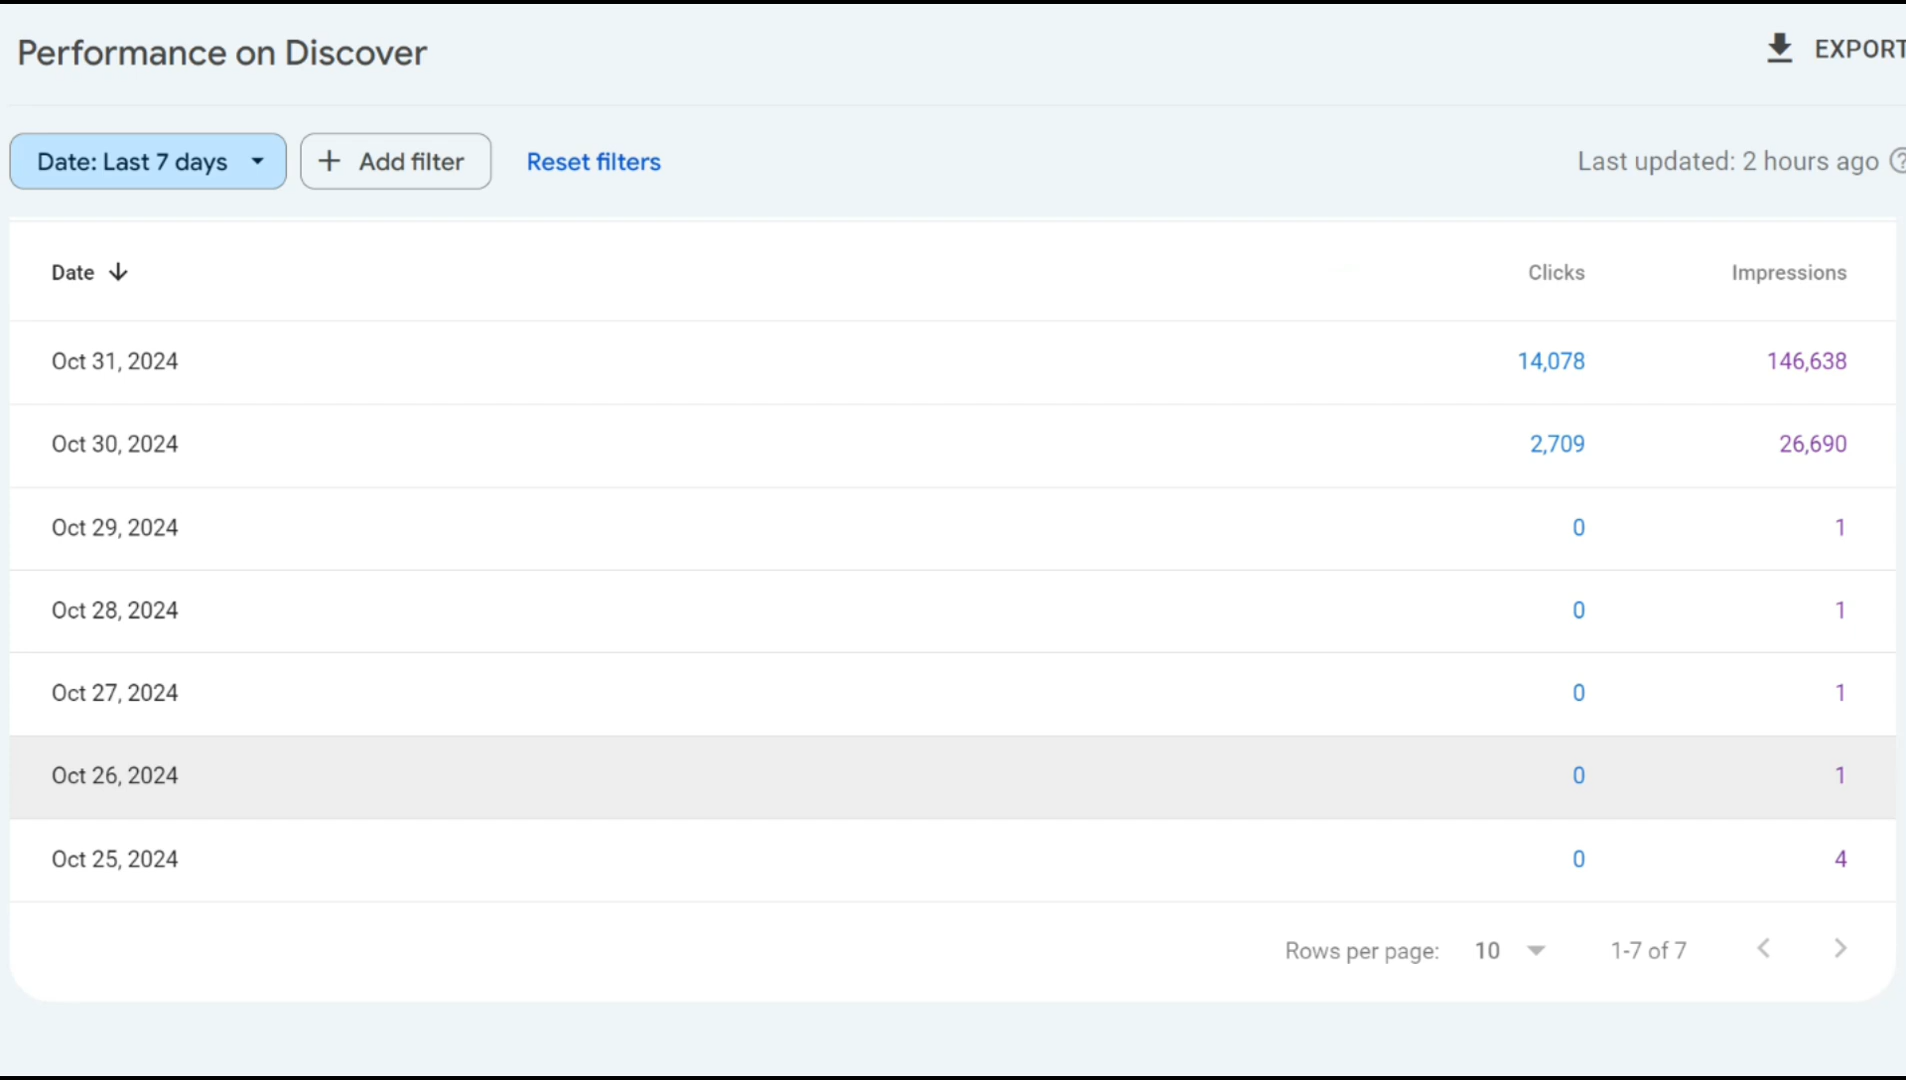 Performance on Discover
EXPORT
Date: Last 7 days
Add filter
Reset filters
Last updated: 2 hours ago
Date Clicks Impressions
Oct 31, 2024 14,078 146,638
Oct 30, 2024 2,709 26,690
Oct 29, 2024 0 1
Oct 28, 2024 0 1
Oct 27, 2024 0 1
Oct 26, 2024 0 1
Oct 25, 2024 0 4
Rows per page: 10 1-7 of 7